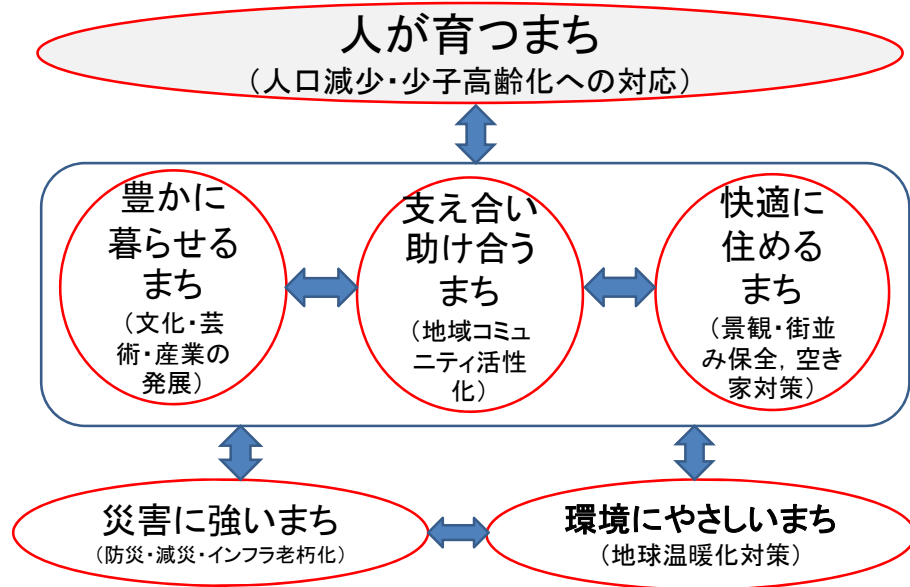 人が育つまち
（人口減少・少子高齢化への対応）
豊かに
暮らせる
まち
（文化・芸
術・産業の
発展）
支え合い
助け合う
まち
（地域コミュ
ニティ活性
化）
快適に
住める
まち
（景観・街並
み保全，空き
家対策）
災害に強いまち
（防災・減災・インフラ老朽化）
環境にやさしいまち
（地球温暖化対策）